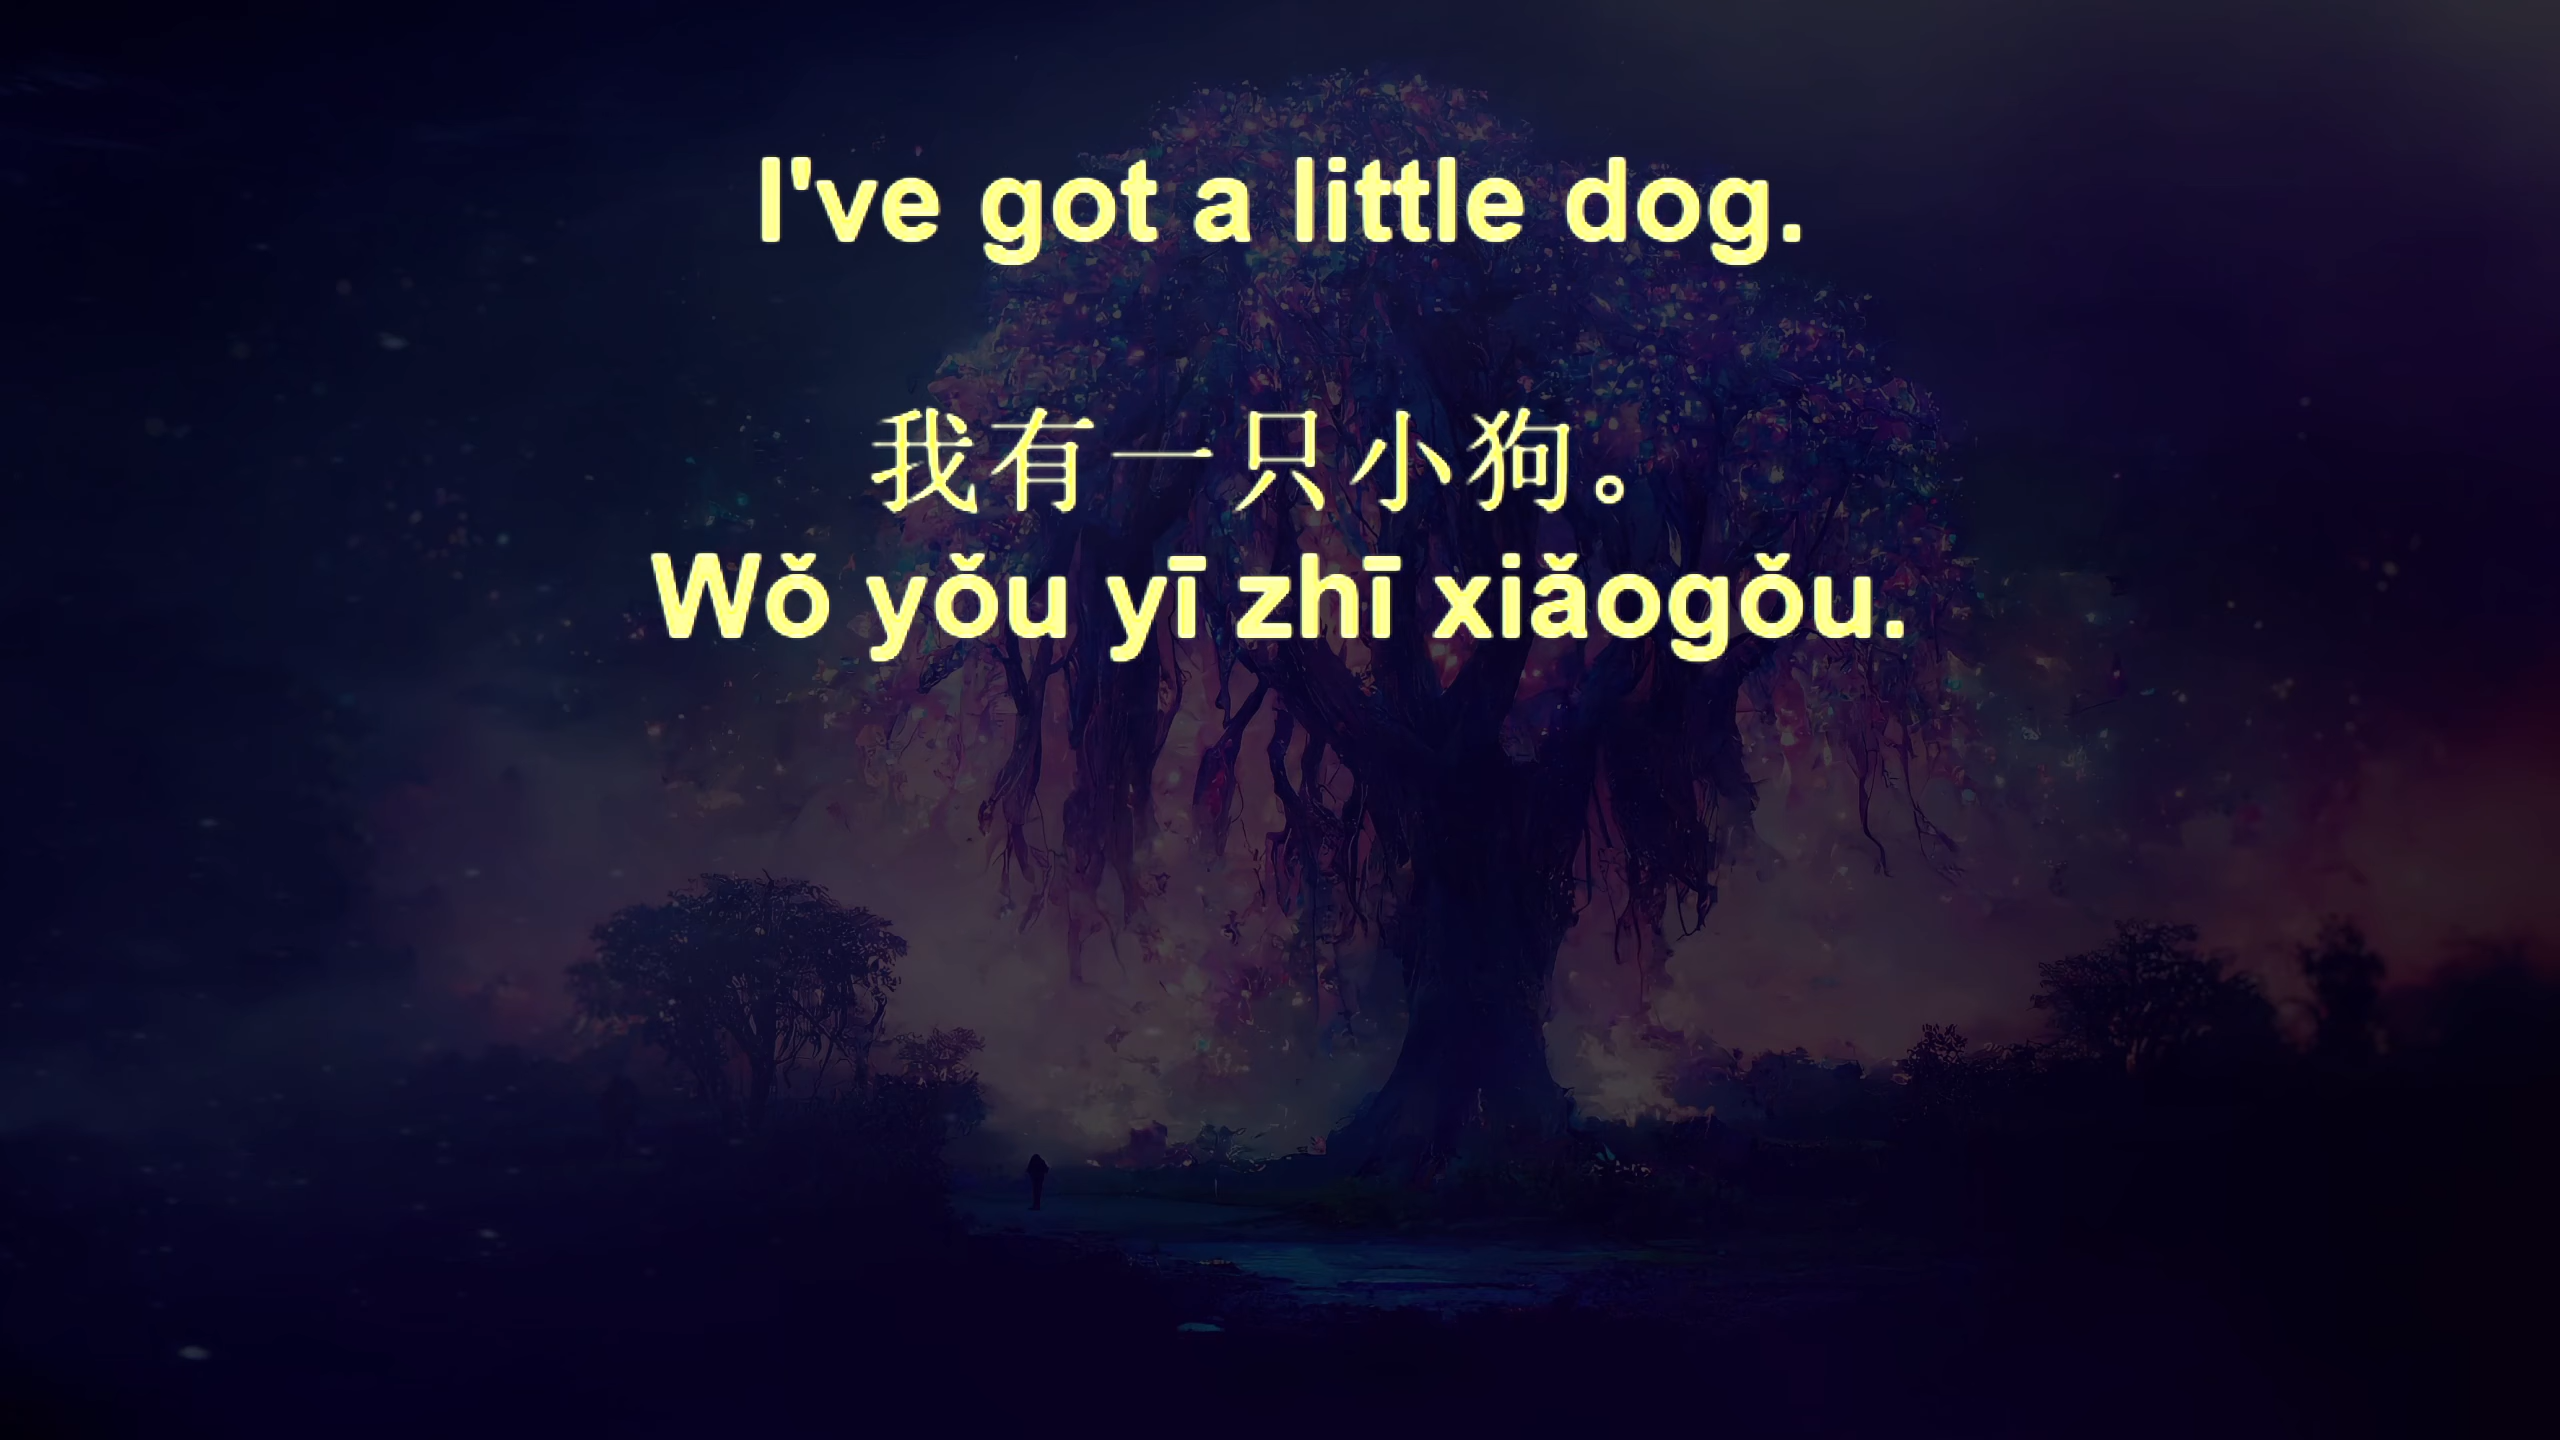 I've got a little dog.
我有一只小狗。
Wǒ yǒu yī zhī xiǎogǒu.